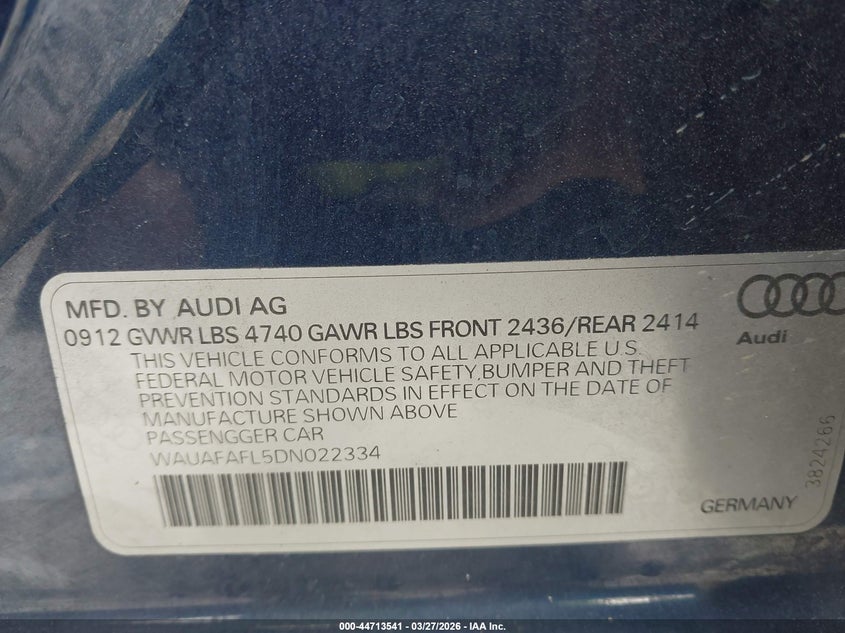 MFD. BY AUDI AG
0912 GVWR LBS 4740 GAWR LBS FRONT 2436/REAR 2414
THIS VEHICLE CONFORMS TO ALL APPLICABLE U.S.
FEDERAL MOTOR VEHICLE SAFETY,BUMPER AND THEFT
PREVENTION STANDARDS IN EFFECT ON THE DATE OF
MANUFACTURE SHOWN ABOVE
PASSENGGER CAR
WAUAFAFL5DN022334
Audi
3824266
GERMANY
000-44713541 - 03/27/2026 - IAA Inc.